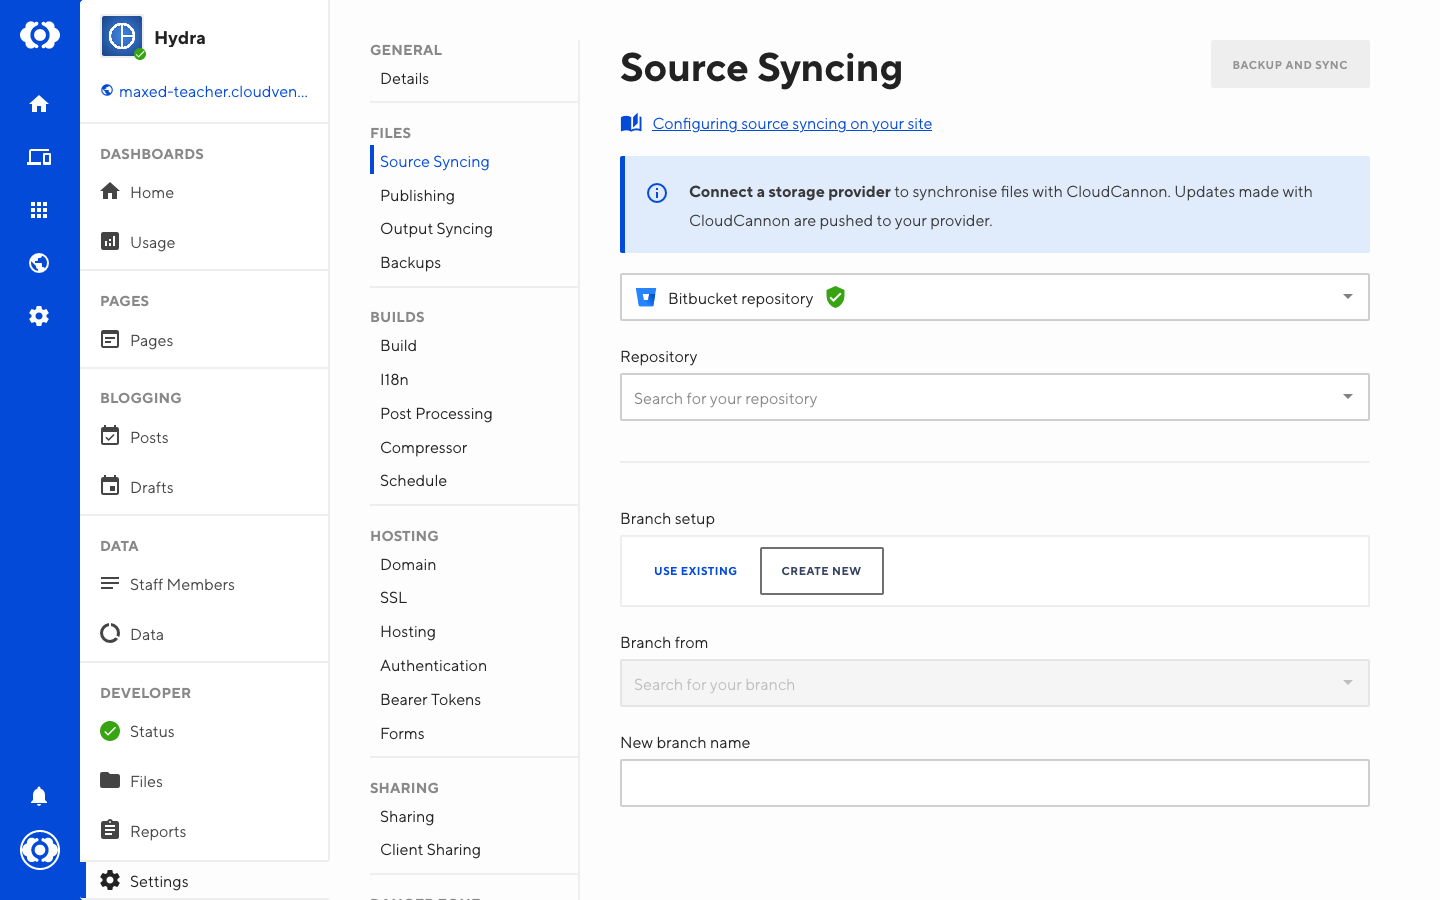 Hydra
maxed-teacher.cloudven...
DASHBOARDS
Home
Usage
PAGES
Pages
BLOGGING
Posts
Drafts
DATA
Staff Members
Data
DEVELOPER
Status
Files
Reports
Settings
GENERAL
Details
FILES
Source Syncing
Publishing
Output Syncing
Backups
BUILDS
Build
I18n
Post Processing
Compressor
Schedule
HOSTING
Domain
SSL
Hosting
Authentication
Bearer Tokens
Forms
SHARING
Sharing
Client Sharing
Source Syncing
BACKUP AND SYNC
Configuring source syncing on your site
Connect a storage provider to synchronise files with CloudCannon. Updates made with
CloudCannon are pushed to your provider.
Bitbucket repository
Repository
Search for your repository
Branch setup
USE EXISTING
CREATE NEW
Branch from
Search for your branch
New branch name